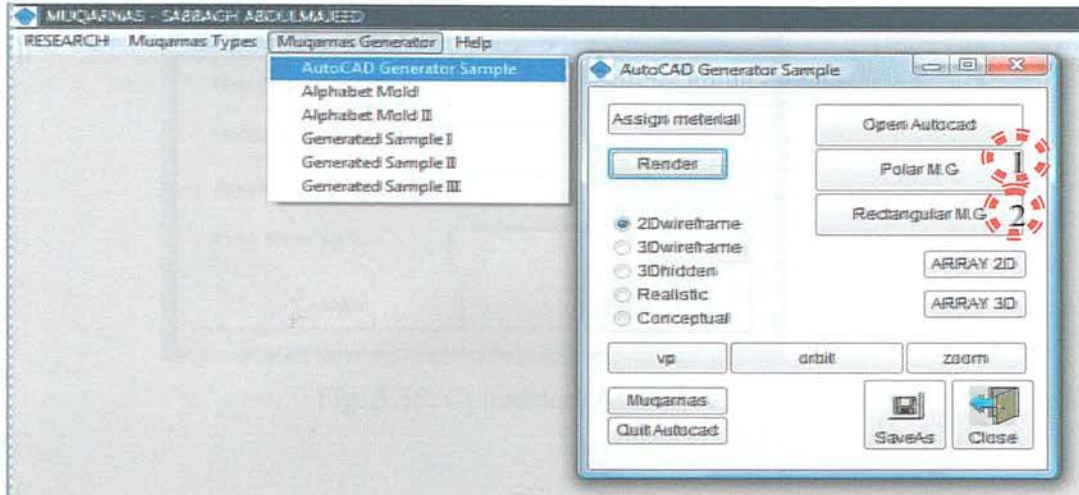 MUQARNAS - SABBAGH ABDULMAJEED
RESEARCH Muqarnas Types Muqarnas Generator Help
AutoCAD Generator Sample
Alphabet Mold
Alphabet Mold II
Generated Sample I
Generated Sample II
Generated Sample III
AutoCAD Generator Sample
Assign meterial
Open Autocad
Render
Polar M.G
1
Rectangular M.G
2
2Dwireframe
3Dwireframe
3Dhidden
Realistic
Conceptual
ARRAY 2D
ARRAY 3D
vp orbit zoom
Muqarnas
Quit Autocad
SaveAs
Close